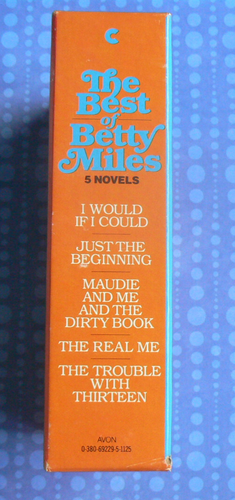 C
The
Best
of
Betty
Miles
5 NOVELS
I WOULD
IF I COULD
JUST THE
BEGINNING
MAUDIE
AND ME
AND THE
DIRTY BOOK
THE REAL ME
THE TROUBLE
WITH
THIRTEEN
AVON
0-380-69229-5-1125